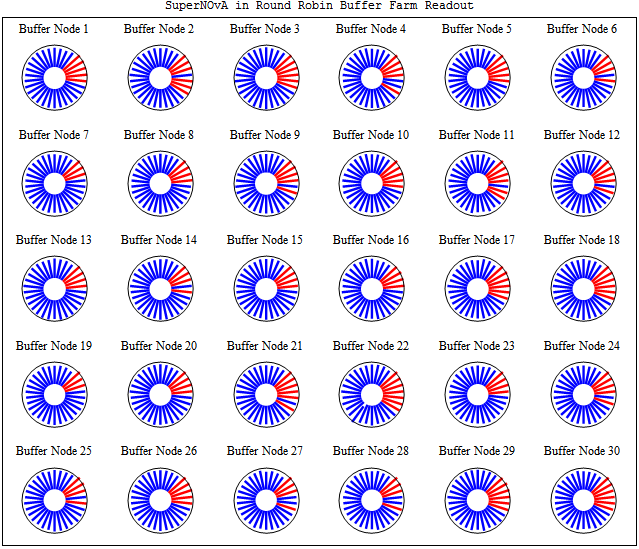 SuperNOvA in Round Robin Buffer Farm Readout
Buffer Node 1 Buffer Node 2 Buffer Node 3 Buffer Node 4 Buffer Node 5 Buffer Node 6
Buffer Node 7 Buffer Node 8 Buffer Node 9 Buffer Node 10 Buffer Node 11 Buffer Node 12
Buffer Node 13 Buffer Node 14 Buffer Node 15 Buffer Node 16 Buffer Node 17 Buffer Node 18
Buffer Node 19 Buffer Node 20 Buffer Node 21 Buffer Node 22 Buffer Node 23 Buffer Node 24
Buffer Node 25 Buffer Node 26 Buffer Node 27 Buffer Node 28 Buffer Node 29 Buffer Node 30